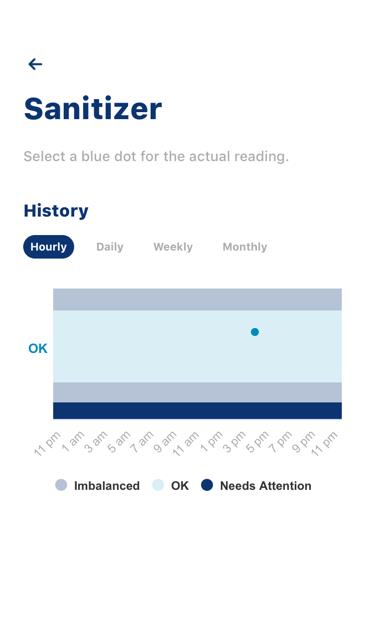 Sanitizer
Select a blue dot for the actual reading.
History
Hourly Daily Weekly Monthly
OK
11 pm 1 am 3 am 5 am 7 am 9 am 11 am 1 pm 3 pm 5 pm 7 pm 9 pm 11 pm
Imbalanced OK Needs Attention